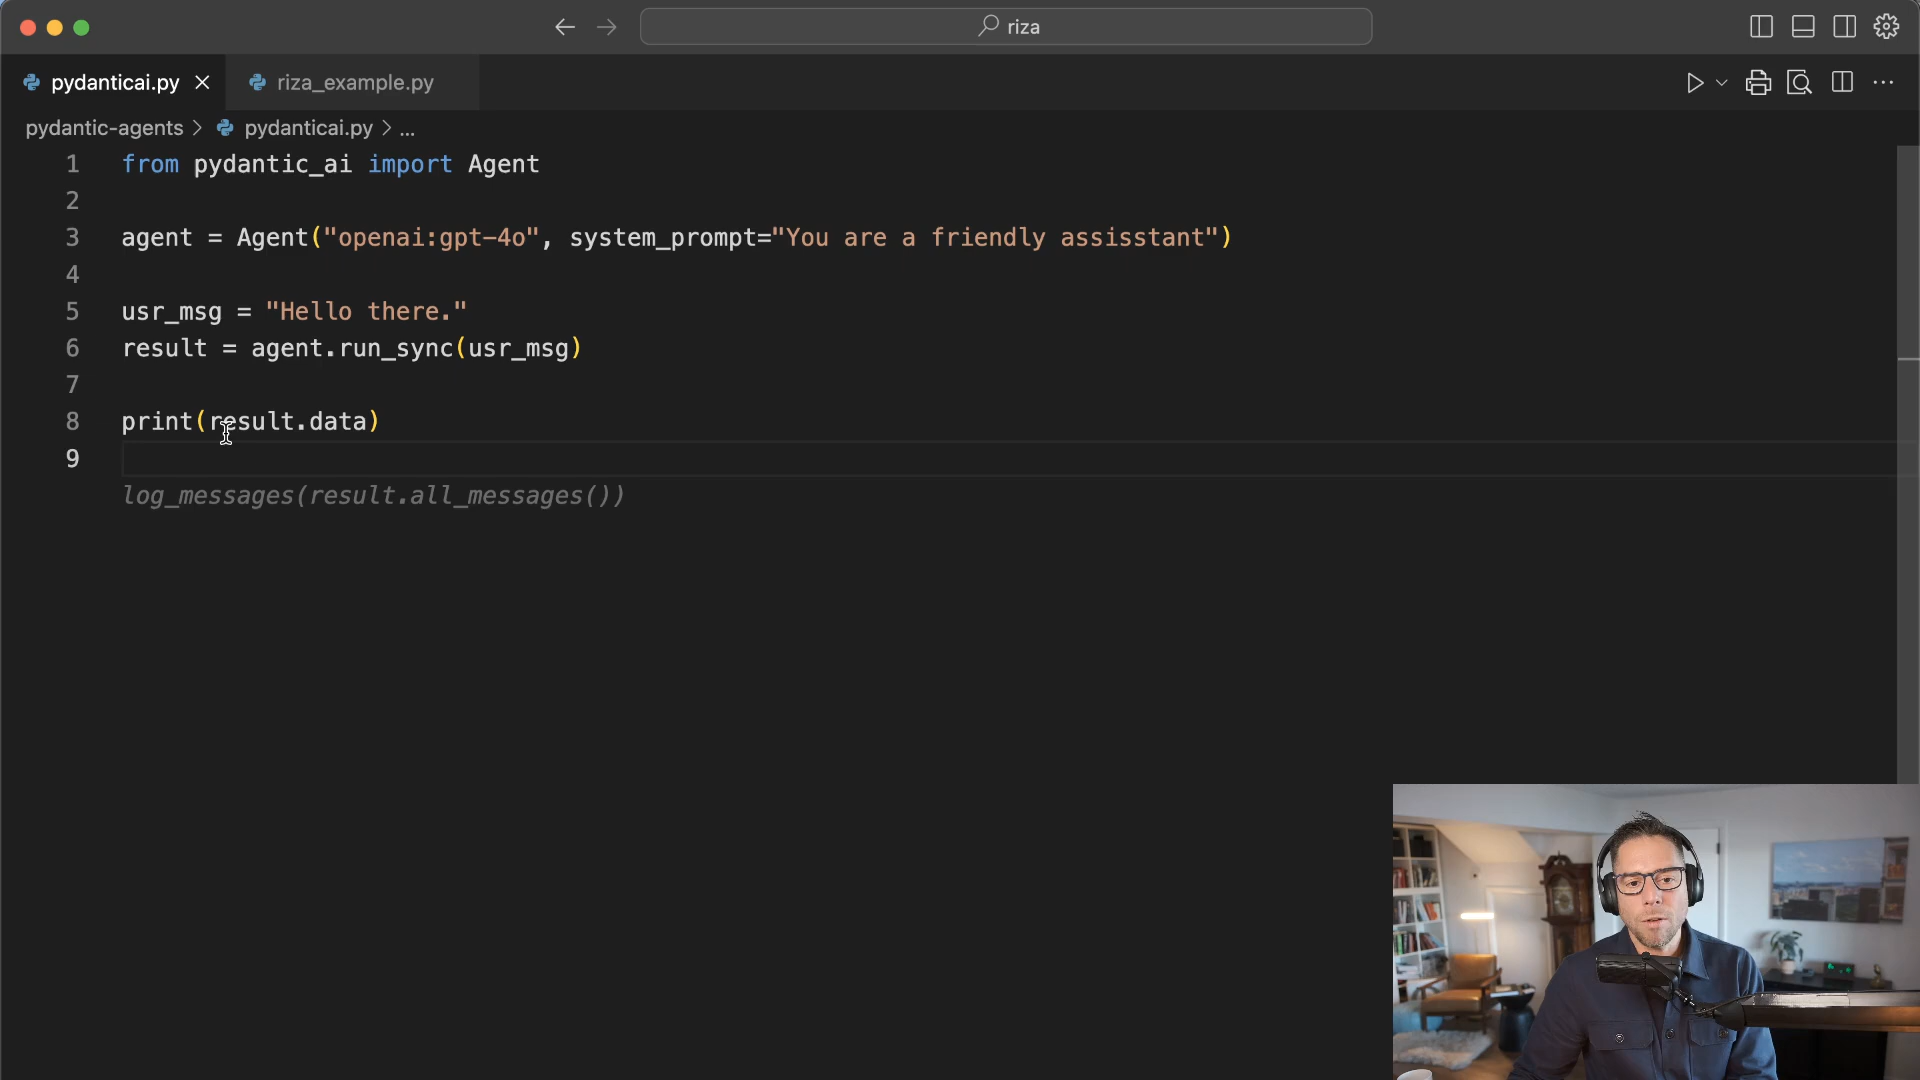 riza
pydanticai.py
riza_example.py
pydantic-agents > pydanticai.py > ...
1 from pydantic_ai import Agent
2
3 agent = Agent("openai:gpt-4o", system_prompt="You are a friendly assisstant")
4
5 usr_msg = "Hello there."
6 result = agent.run_sync(usr_msg)
7
8 print(result.data)
9
log_messages(result.all_messages())